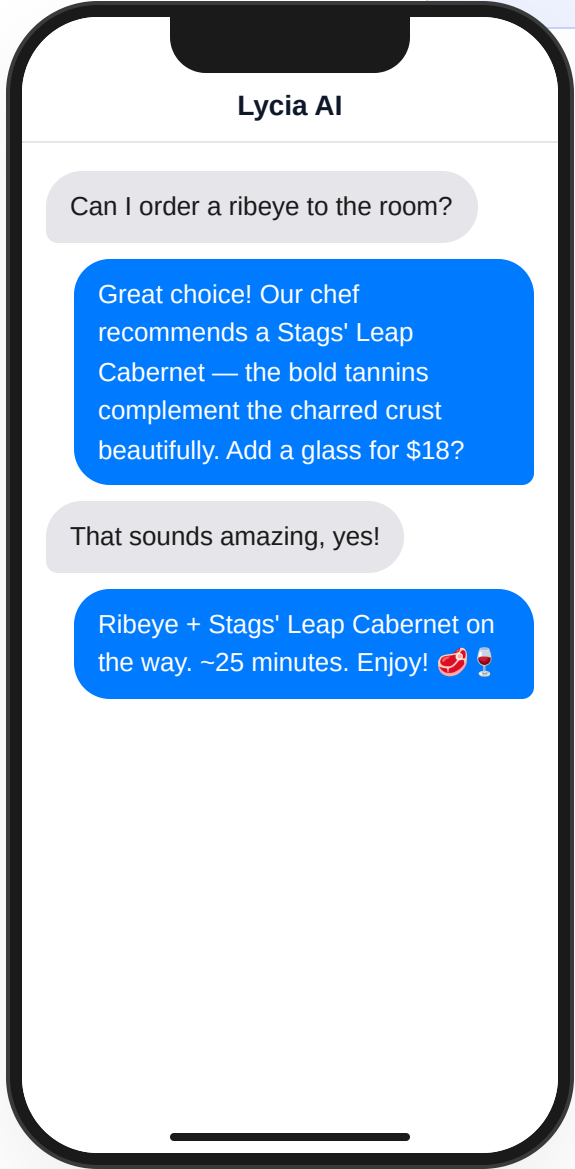 Lycia AI
Can I order a ribeye to the room?
Great choice! Our chef
recommends a Stags' Leap
Cabernet — the bold tannins
complement the charred crust
beautifully. Add a glass for $18?
That sounds amazing, yes!
Ribeye + Stags' Leap Cabernet on
the way. ~25 minutes. Enjoy! 🥩🍷